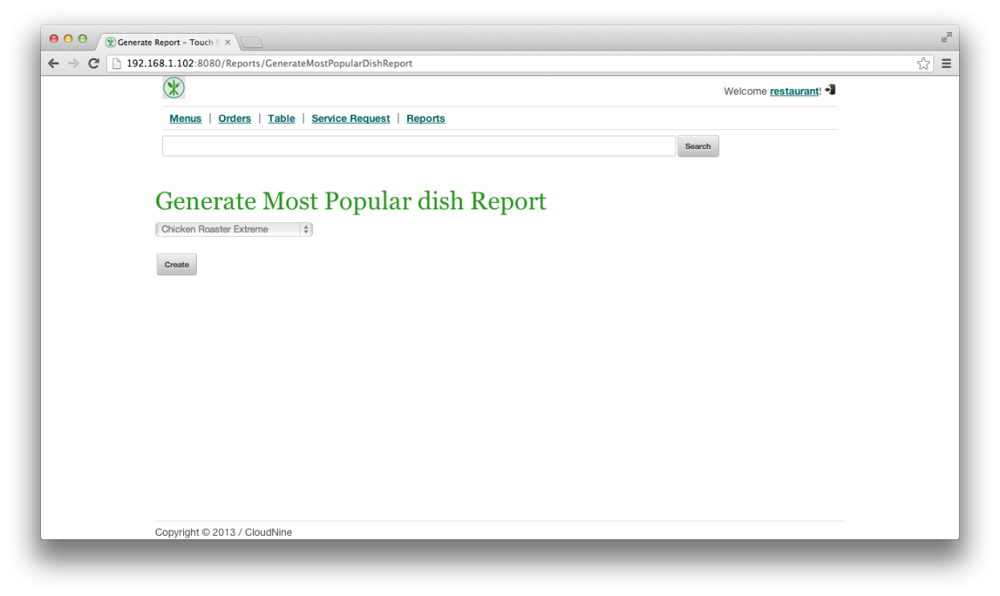 Generate Report – Touch f
192.168.1.102:8080/Reports/GenerateMostPopularDishReport
Welcome restaurant!
Menus | Orders | Table | Service Request | Reports
Search
Generate Most Popular dish Report
Chicken Roaster Extreme
Create
Copyright © 2013 / CloudNine